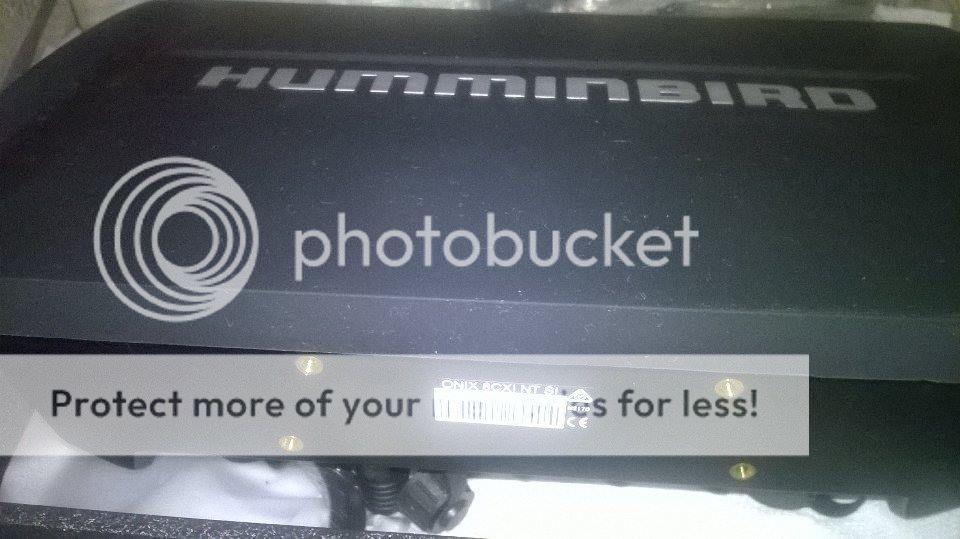 HUMMINBIRD
photobucket
Protect more of your s for less!
ONIX 8CXI NT SI
CE